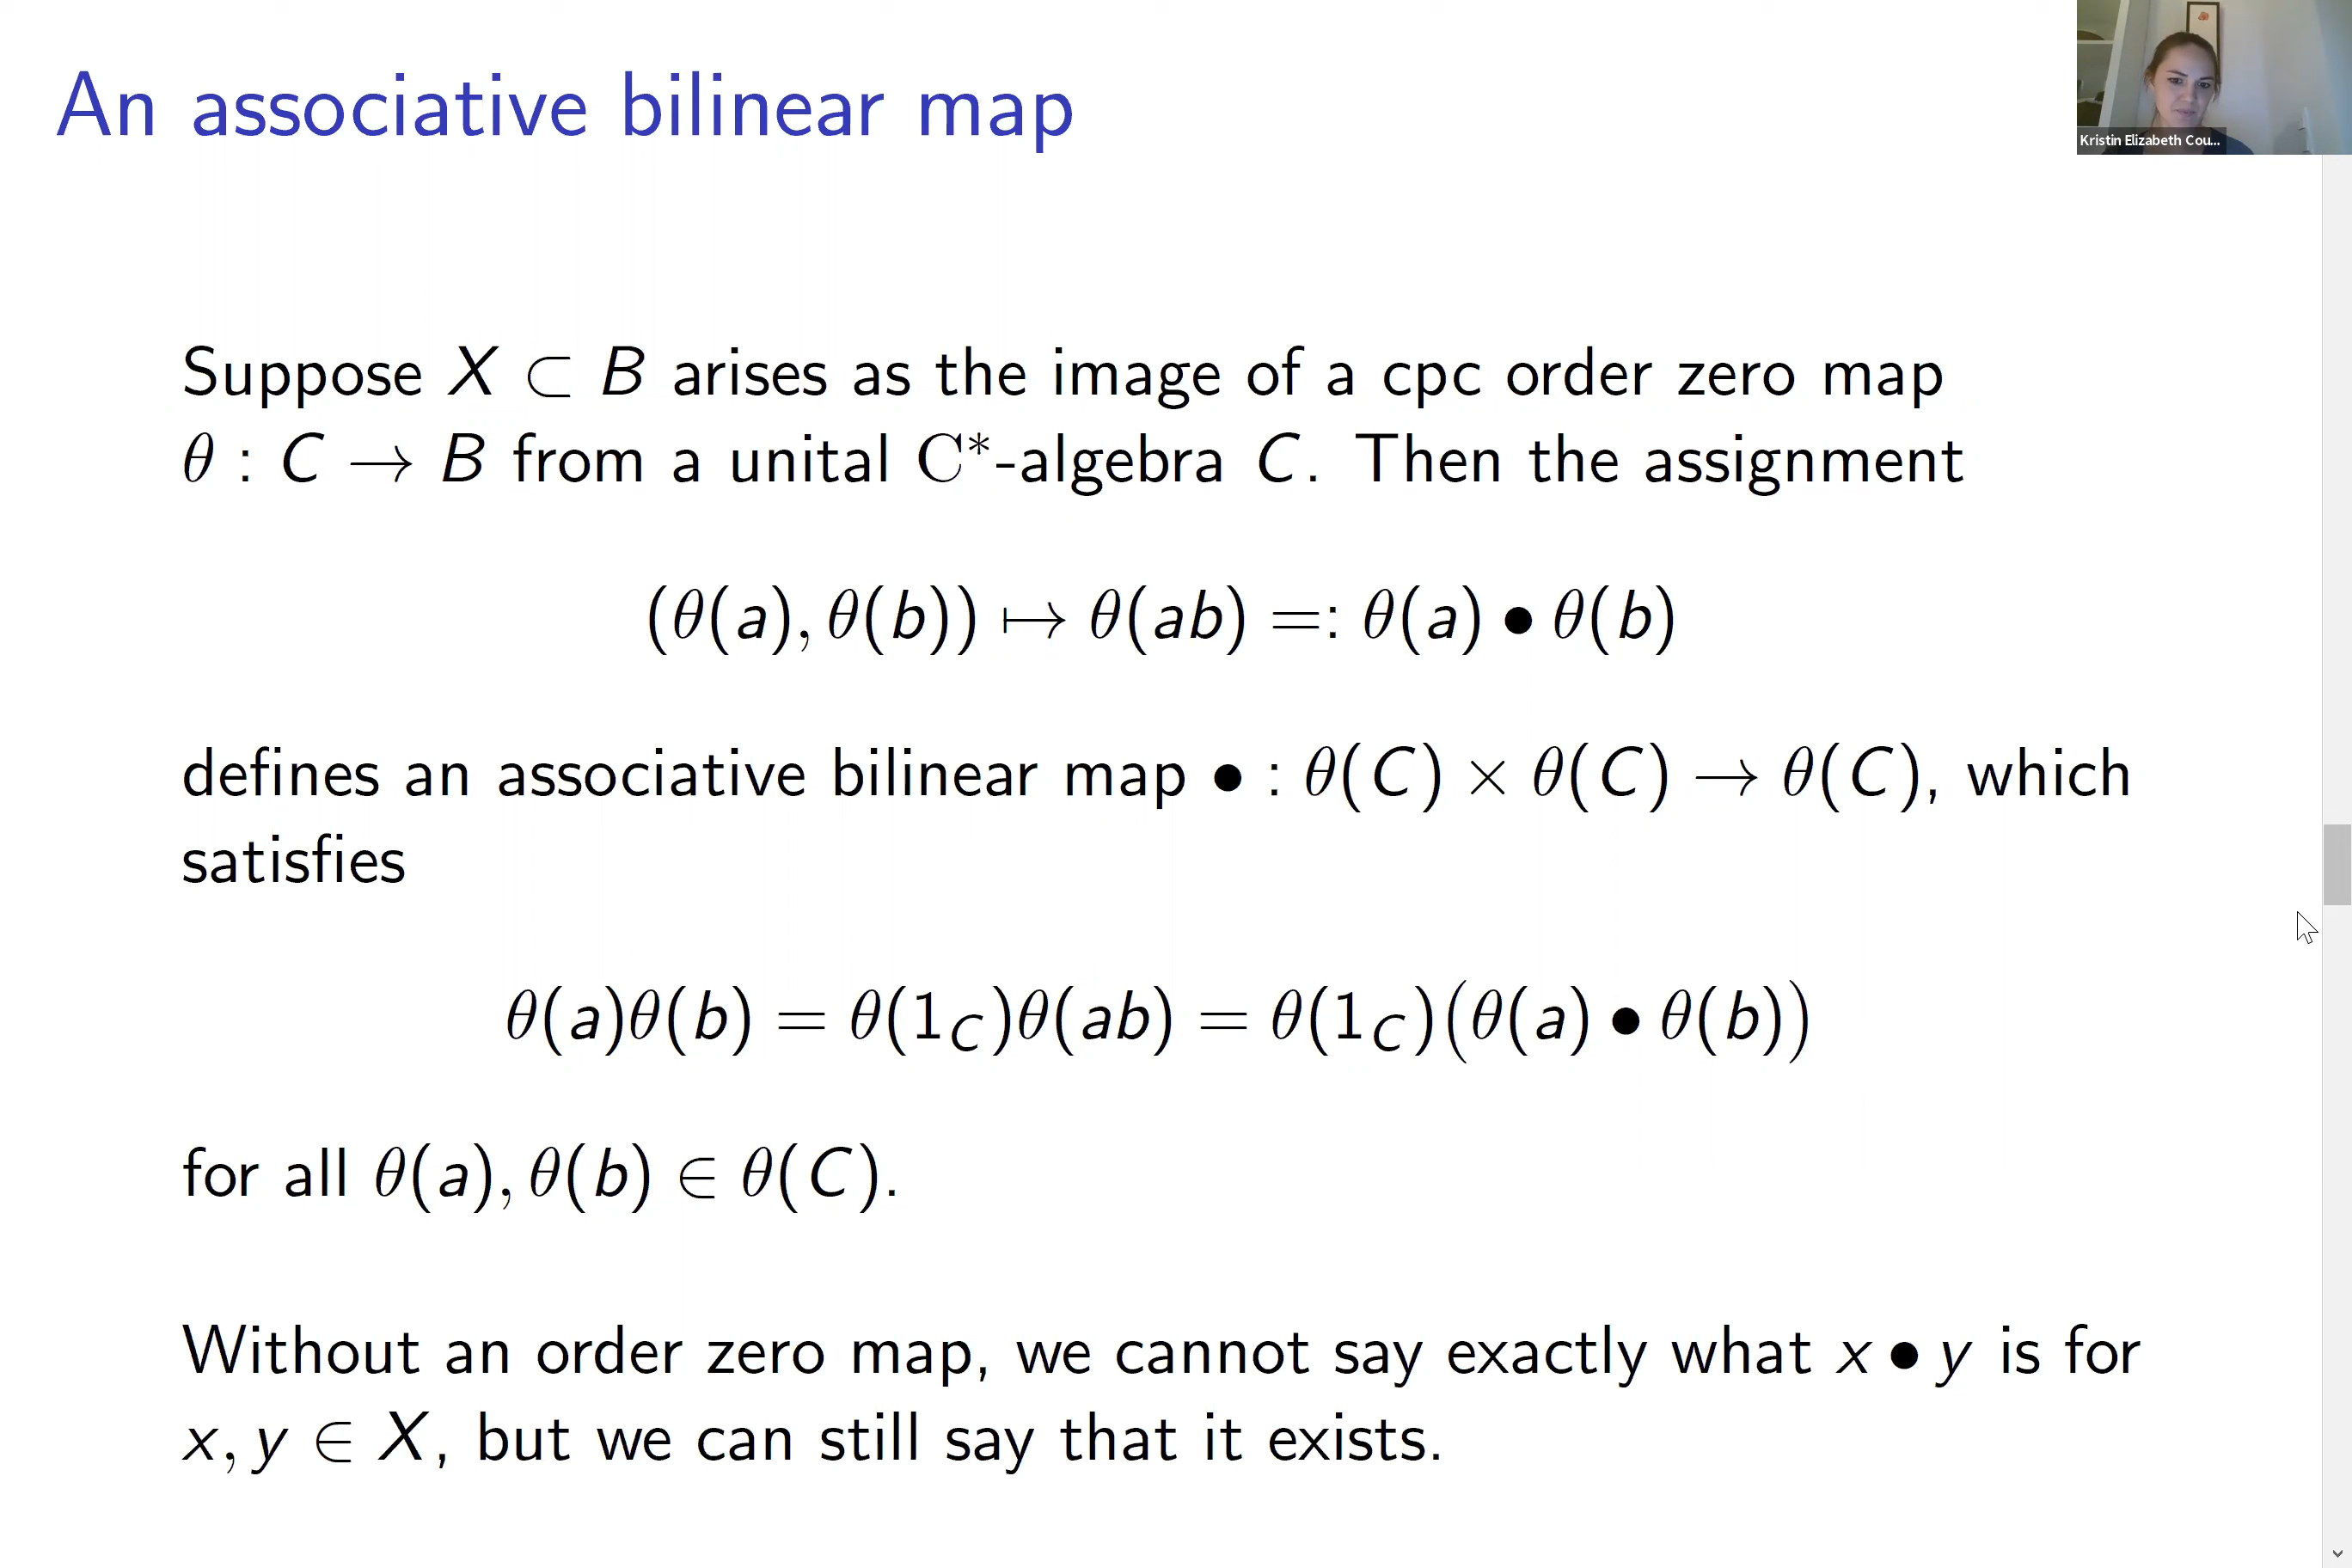 An associative bilinear map
Kristin Elizabeth Cou...
Suppose X ⊂ B arises as the image of a cpc order zero map
θ : C → B from a unital C*-algebra C. Then the assignment
(θ(a), θ(b)) ↦ θ(ab) =: θ(a) • θ(b)
defines an associative bilinear map • : θ(C) × θ(C) → θ(C), which
satisfies
θ(a)θ(b) = θ(1_C)θ(ab) = θ(1_C)(θ(a) • θ(b))
for all θ(a), θ(b) ∈ θ(C).
Without an order zero map, we cannot say exactly what x • y is for
x, y ∈ X, but we can still say that it exists.